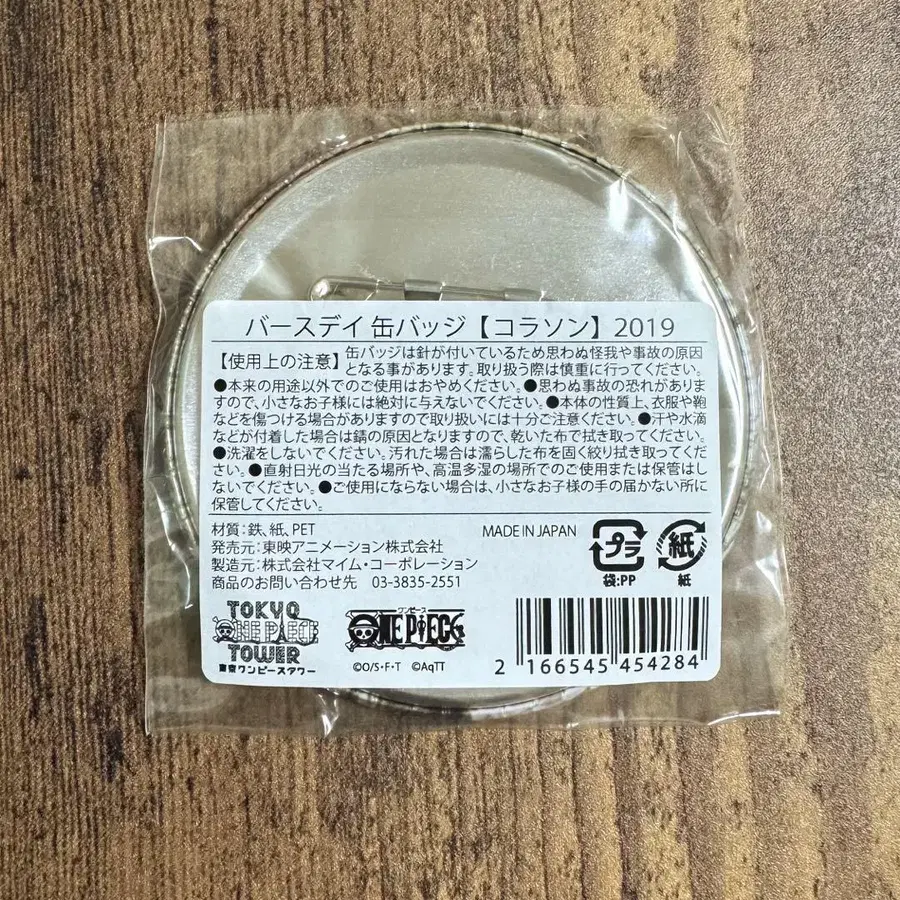 バースデイ 缶バッジ【コラソン】2019
【使用上の注意】缶バッジは針が付いているため思わぬ怪我や事故の原因
となる事があります。取り扱う際は慎重に行ってください。
●本来の用途以外でのご使用はおやめください。●思わぬ事故の恐れがありま
すので、小さなお子様には絶対に与えないでください。●本体の性質上、衣服や鞄
などを傷つける場合がありますので取り扱いには十分ご注意ください。●汗や水滴
などが付着した場合は錆の原因となりますので、乾いた布で拭き取ってください。
●洗濯をしないでください。汚れた場合は濡らした布を固く絞り拭き取ってくださ
い。●直射日光の当たる場所や、高温多湿の場所でのご使用または保管はし
ないでください。●ご使用にならない場合は、小さなお子様の手の届かない所に
保管してください。
材質：鉄、紙、PET
MADE IN JAPAN
発売元：東映アニメーション株式会社
製造元：株式会社マイム・コーポレーション
商品のお問い合わせ先 03-3835-2551
プラ
袋:PP
紙
紙
TOKYO
ONE PIECE
TOWER
東京ワンピースタワー
ワンピース
ONE PIECE
©O/S・F・T ©AqTT
2 166545 454284